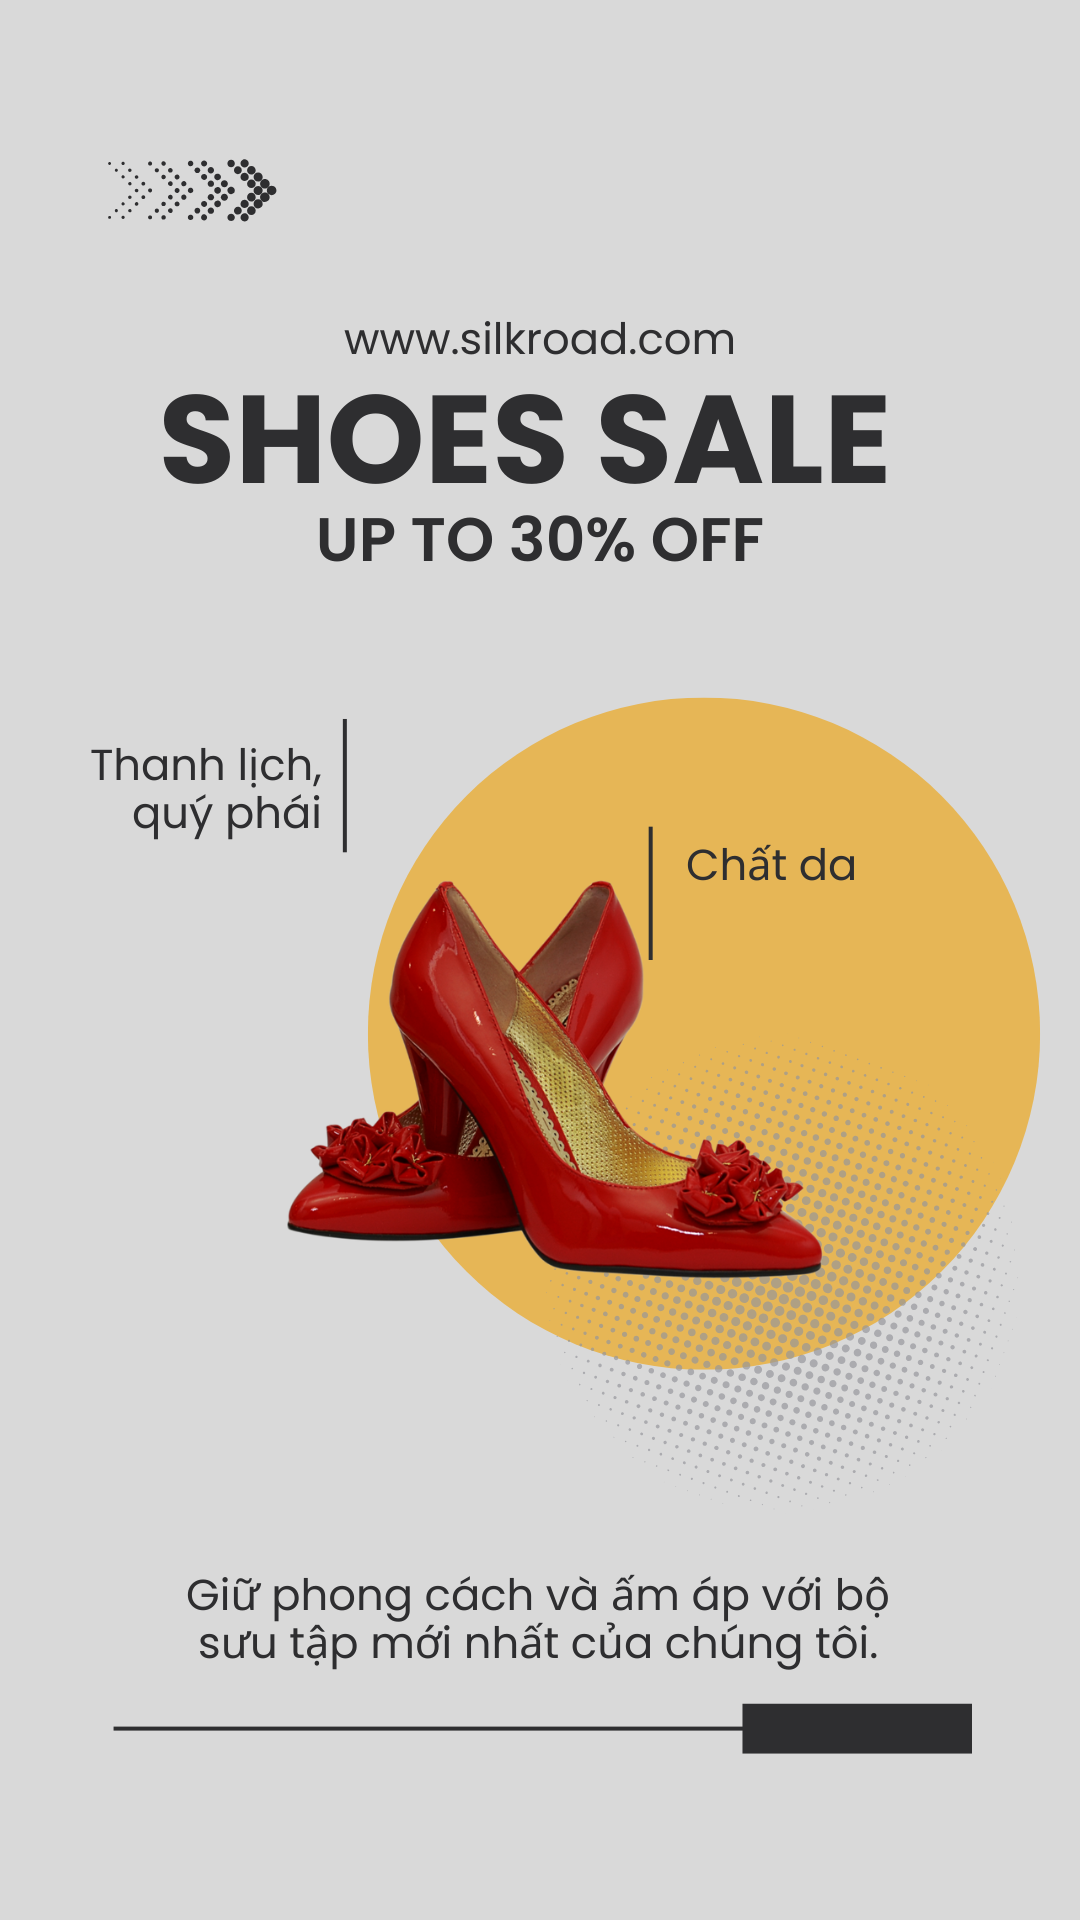 www.silkroad.com
SHOES SALE
UP TO 30% OFF
Thanh lịch,
quý phái
Chất da
Giữ phong cách và ấm áp với bộ
sưu tập mới nhất của chúng tôi.